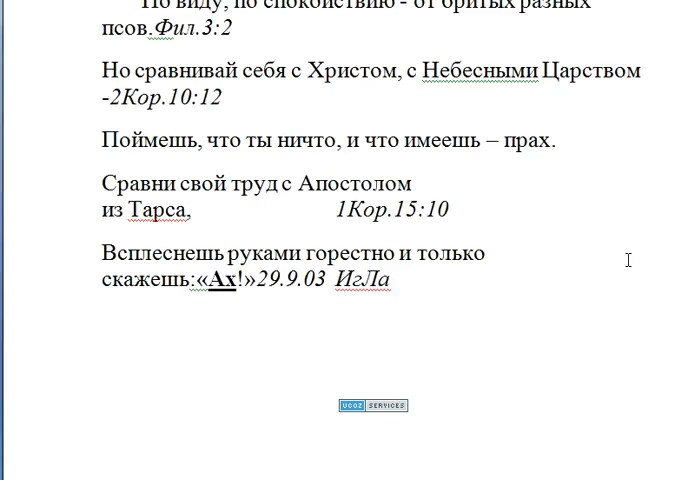 По виду, по спокойствию - от бритых разных
псов.Фил.3:2
Но сравнивай себя с Христом, с Небесными Царством
-2Кор.10:12
Поймешь, что ты ничто, и что имеешь – прах.
Сравни свой труд с Апостолом
из Тарса, 1Кор.15:10
Всплеснешь руками горестно и только
скажешь:«Ах!»29.9.03 ИгЛа
UCOZ SERVICES